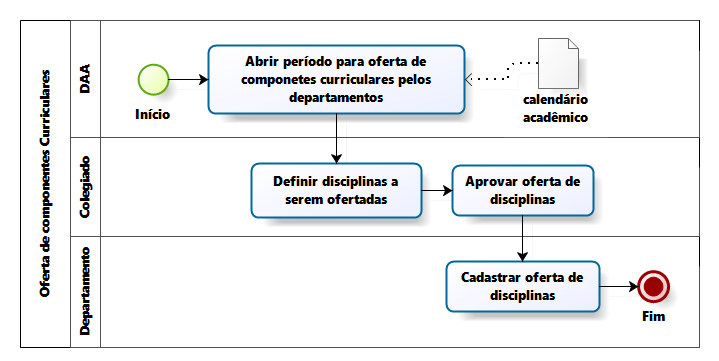 Oferta de componentes Curriculares
DAA
Início
Abrir período para oferta de
componetes curriculares pelos
departamentos
calendário
acadêmico
Colegiado
Definir disciplinas a
serem ofertadas
Aprovar oferta de
disciplinas
Departamento
Cadastrar oferta de
disciplinas
Fim